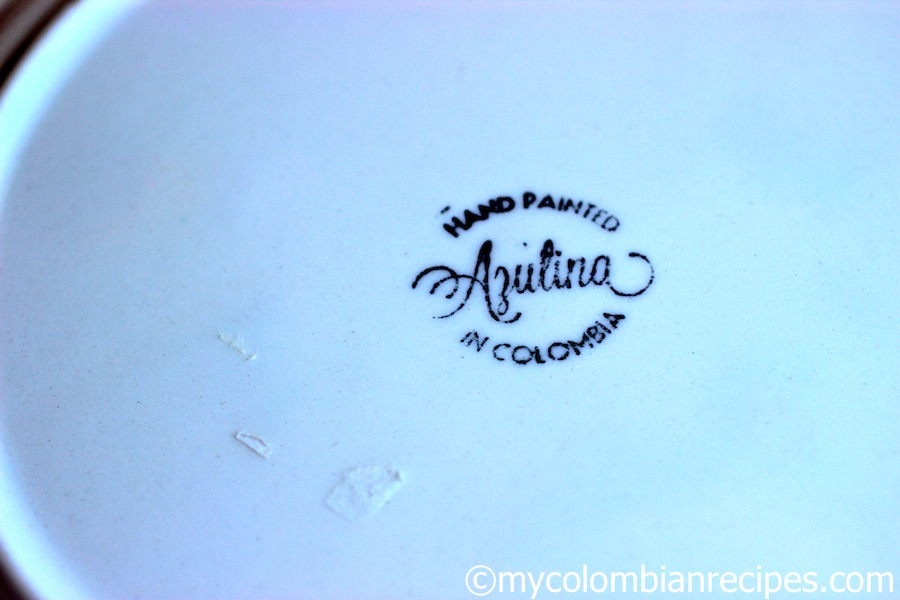 HAND PAINTED
Azulina
IN COLOMBIA
©mycolombianrecipes.com